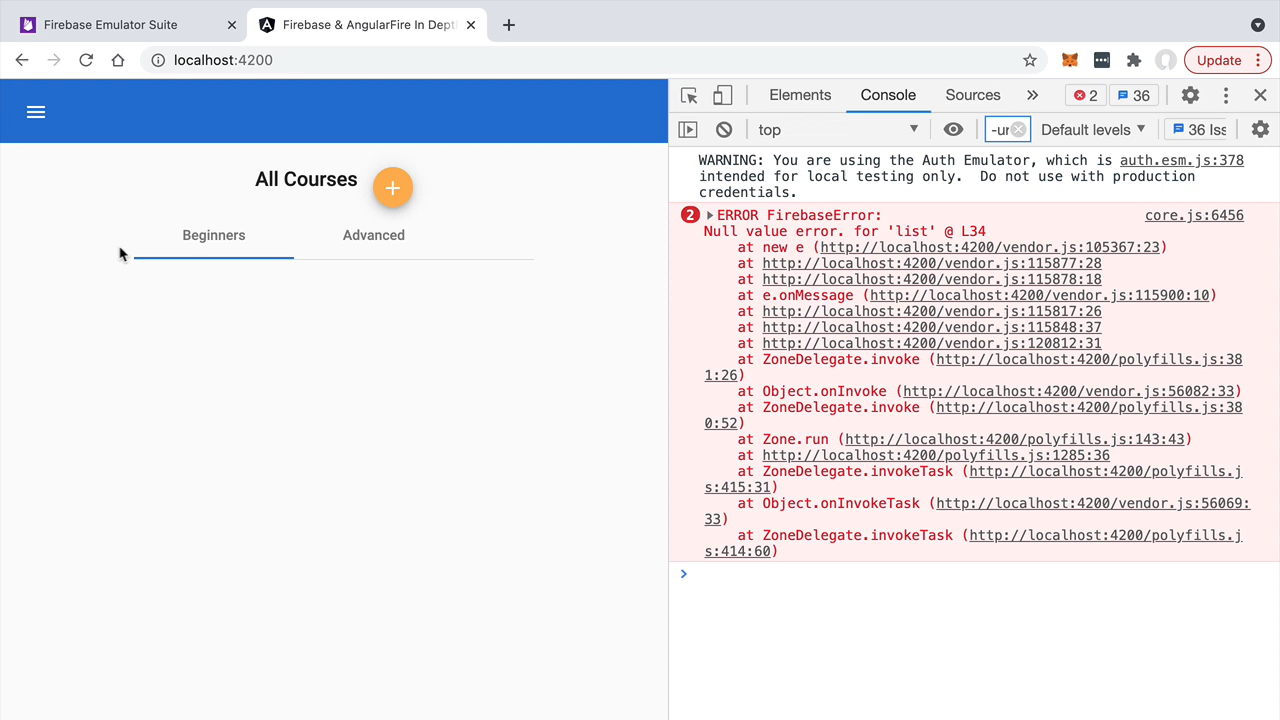 Firebase Emulator Suite
Firebase & AngularFire In Dept
localhost:4200
Update
Elements
Console
Sources
2
36
top
-ur
Default levels
36 Iss
All Courses
Beginners
Advanced
WARNING: You are using the Auth Emulator, which is auth.esm.js:378
intended for local testing only.  Do not use with production
credentials.
2 ERROR FirebaseError: core.js:6456
Null value error. for 'list' @ L34
at new e (http://localhost:4200/vendor.js:105367:23)
at http://localhost:4200/vendor.js:115877:28
at http://localhost:4200/vendor.js:115878:18
at e.onMessage (http://localhost:4200/vendor.js:115900:10)
at http://localhost:4200/vendor.js:115817:26
at http://localhost:4200/vendor.js:115848:37
at http://localhost:4200/vendor.js:120812:31
at ZoneDelegate.invoke (http://localhost:4200/polyfills.js:38
1:26)
at Object.onInvoke (http://localhost:4200/vendor.js:56082:33)
at ZoneDelegate.invoke (http://localhost:4200/polyfills.js:38
0:52)
at Zone.run (http://localhost:4200/polyfills.js:143:43)
at http://localhost:4200/polyfills.js:1285:36
at ZoneDelegate.invokeTask (http://localhost:4200/polyfills.j
s:415:31)
at Object.onInvokeTask (http://localhost:4200/vendor.js:56069:
33)
at ZoneDelegate.invokeTask (http://localhost:4200/polyfills.j
s:414:60)